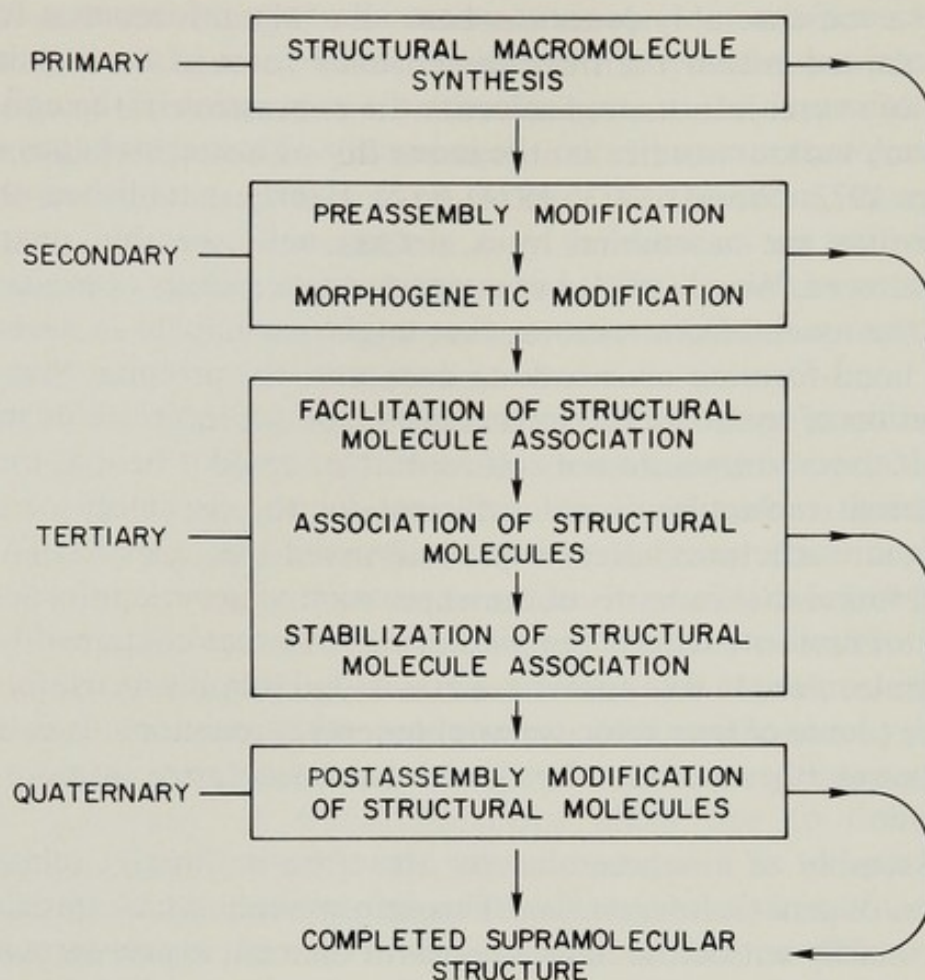 PRIMARY
STRUCTURAL MACROMOLECULE
SYNTHESIS
PREASSEMBLY MODIFICATION
SECONDARY
MORPHOGENETIC MODIFICATION
FACILITATION OF STRUCTURAL
MOLECULE ASSOCIATION
TERTIARY
ASSOCIATION OF STRUCTURAL
MOLECULES
STABILIZATION OF STRUCTURAL
MOLECULE ASSOCIATION
QUATERNARY
POSTASSEMBLY MODIFICATION
OF STRUCTURAL MOLECULES
COMPLETED SUPRAMOLECULAR
STRUCTURE